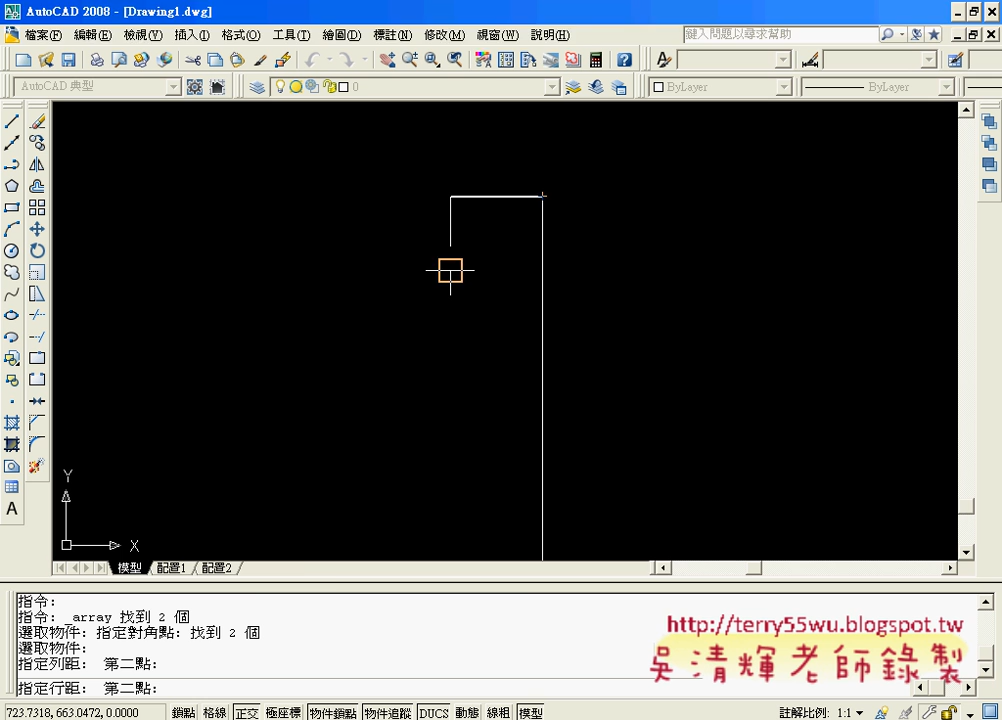 AutoCAD 2008 - [Drawing1.dwg]
檔案(F) 編輯(E) 檢視(V) 插入(I) 格式(O) 工具(T) 繪圖(D) 標註(N) 修改(M) 視窗(W) 說明(H) 鍵入問題以尋求幫助
AutoCAD 典型 0 ByLayer ByLayer
Y
X
模型 配置1 配置2
指令:
指令: _array 找到 2 個
選取物件: 指定對角點: 找到 2 個
選取物件:
指定列距: 第二點:
指定行距: 第二點:
http://terry55wu.blogspot.tw
吳清輝老師錄製
723.7318, 663.0472, 0.0000 鎖點 格線 正交 極座標 物件鎖點 物件追蹤 DUCS 動態 線粗 模型 註解比例: 1:1